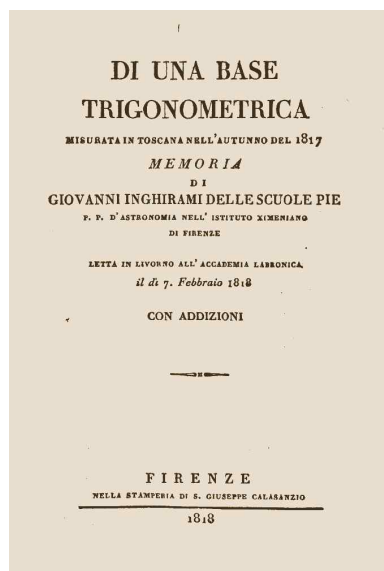 DI UNA BASE
TRIGONOMETRICA
MISURATA IN TOSCANA NELL'AUTUNNO DEL 1817
MEMORIA
DI
GIOVANNI INGHIRAMI DELLE SCUOLE PIE
P. P. D'ASTRONOMIA NELL' ISTITUTO XIMENIANO
DI FIRENZE
LETTA IN LIVORNO ALL' ACCADEMIA LABRONICA,
il dì 7. Febbraio 1818
CON ADDIZIONI
FIRENZE
NELLA STAMPERIA DI S. GIUSEPPE CALASANZIO
1818